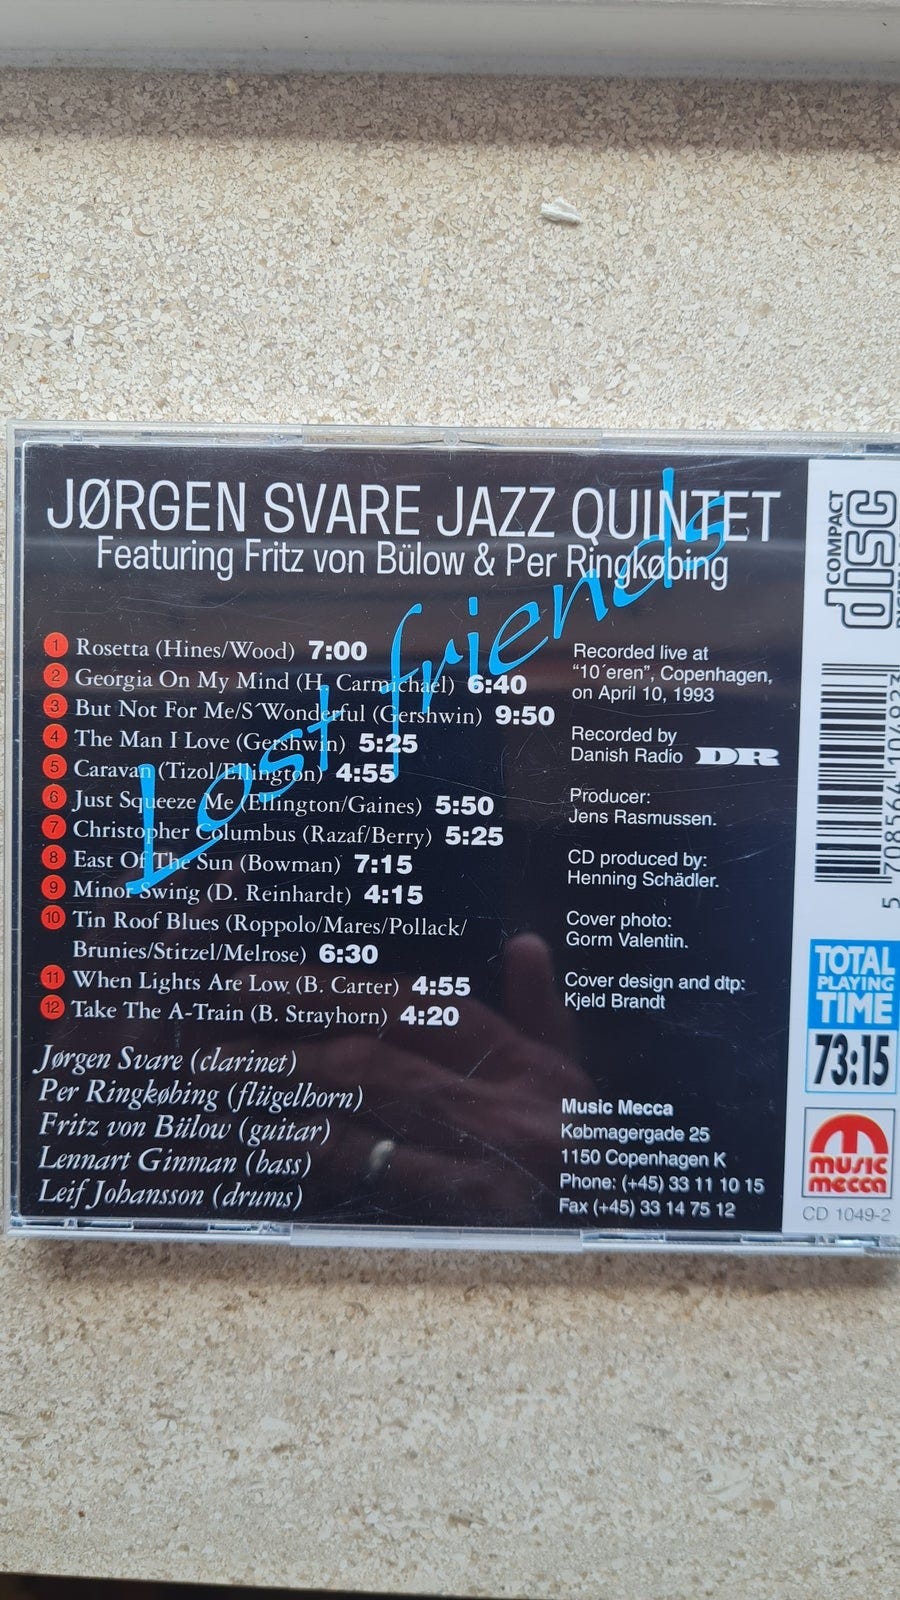 JØRGEN SVARE JAZZ QUINTET
Featuring Fritz von Bülow & Per Ringkøbing
Lost friends
1 Rosetta (Hines/Wood) 7:00
2 Georgia On My Mind (H. Carmichael) 6:40
3 But Not For Me/S´Wonderful (Gershwin) 9:50
4 The Man I Love (Gershwin) 5:25
5 Caravan (Tizol/Ellington) 4:55
6 Just Squeeze Me (Ellington/Gaines) 5:50
7 Christopher Columbus (Razaf/Berry) 5:25
8 East Of The Sun (Bowman) 7:15
9 Minor Swing (D. Reinhardt) 4:15
10 Tin Roof Blues (Roppolo/Mares/Pollack/
Brunies/Stitzel/Melrose) 6:30
11 When Lights Are Low (B. Carter) 4:55
12 Take The A-Train (B. Strayhorn) 4:20
Jørgen Svare (clarinet)
Per Ringkøbing (flügelhorn)
Fritz von Bülow (guitar)
Lennart Ginman (bass)
Leif Johansson (drums)
Recorded live at
"10´eren", Copenhagen,
on April 10, 1993
Recorded by
Danish Radio DR
Producer:
Jens Rasmussen.
CD produced by:
Henning Schädler.
Cover photo:
Gorm Valentin.
Cover design and dtp:
Kjeld Brandt
Music Mecca
Købmagergade 25
1150 Copenhagen K
Phone: (+45) 33 11 10 15
Fax (+45) 33 14 75 12
COMPACT
disc
5 708564 104923
TOTAL
PLAYING
TIME
73:15
music
mecca
CD 1049-2